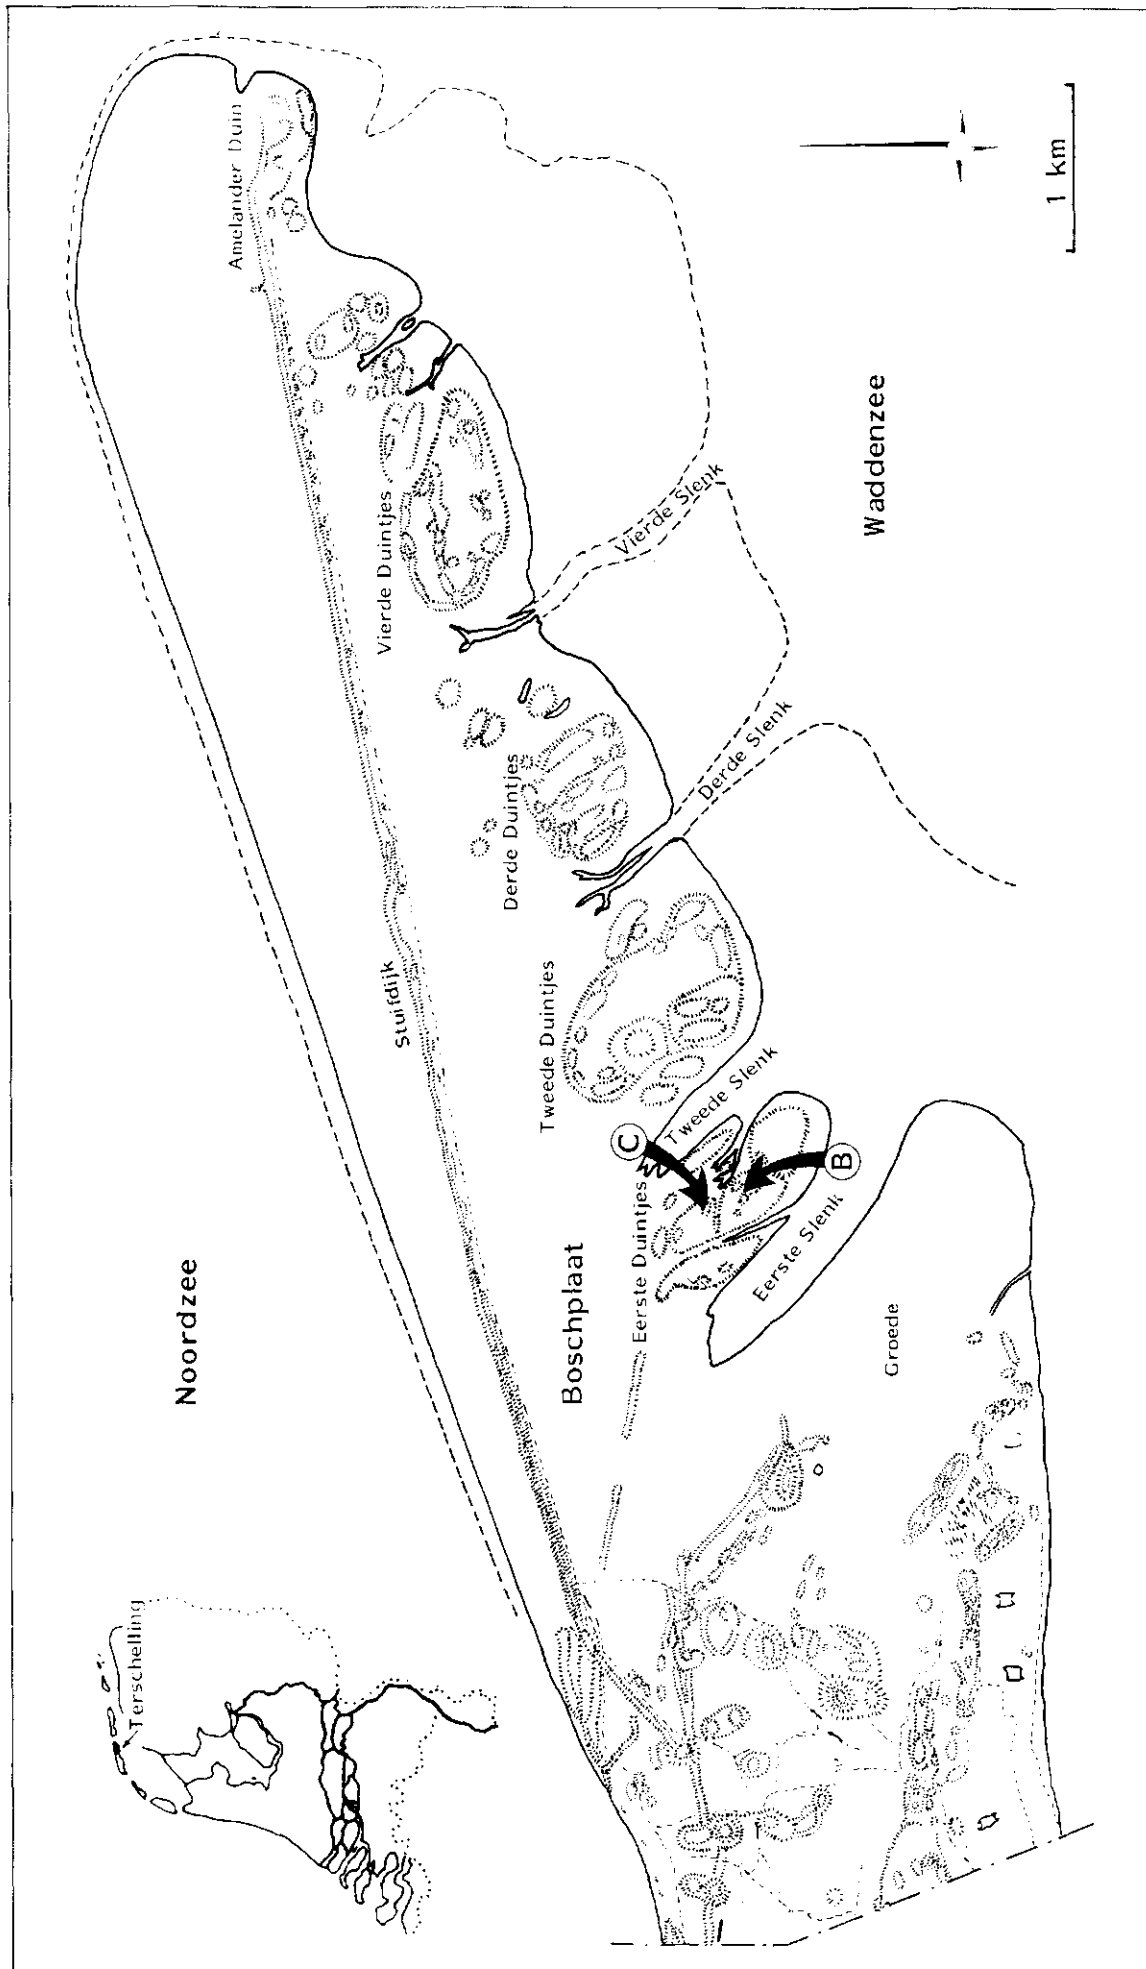 Noordzee
Terschelling
Amelander Duin
Stuifdijk
Vierde Duintjes
Derde Duintjes
Tweede Duintjes
Boschplaat
Eerste Duintjes
C
Tweede Slenk
B
Eerste Slenk
Derde Slenk
Vierde Slenk
Groede
Waddenzee
1 km